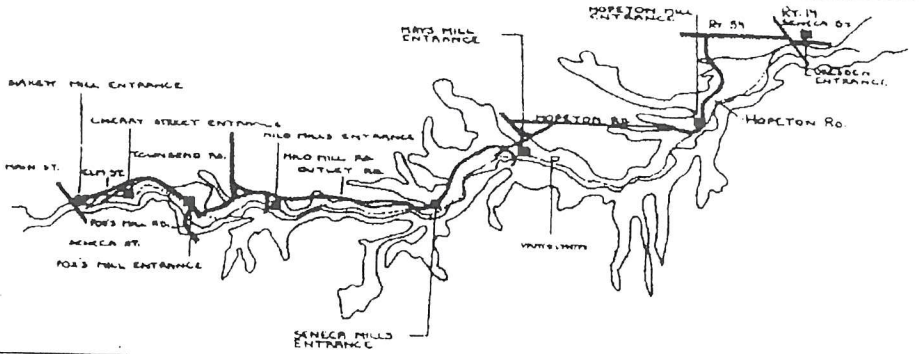 HOPETON MILL
ENTRANCE
RT. 54
RT. 14
SENECA ST.
MAYS MILL
ENTRANCE
DRESDEN
ENTRANCE
BIRKETT MILL ENTRANCE
CHERRY STREET ENTRANCE
HOPETON RD.
HOPETON RD.
MILO MILLS ENTRANCE
TOWNSEND RD.
MILO MILL RD
OUTLET RD.
MAIN ST.
ELM ST.
FOX'S MILL RD.
SENECA ST.
FOX'S MILL ENTRANCE
SENECA MILLS
ENTRANCE